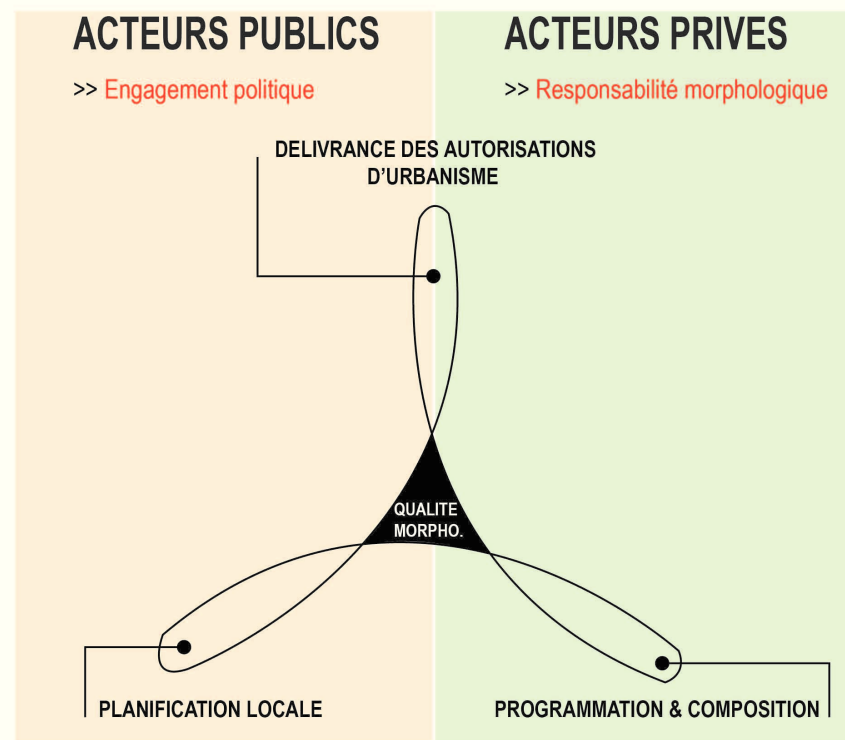 ACTEURS PUBLICS
>> Engagement politique
ACTEURS PRIVES
>> Responsabilité morphologique
DELIVRANCE DES AUTORISATIONS
D'URBANISME
QUALITE
MORPHO.
PLANIFICATION LOCALE
PROGRAMMATION & COMPOSITION